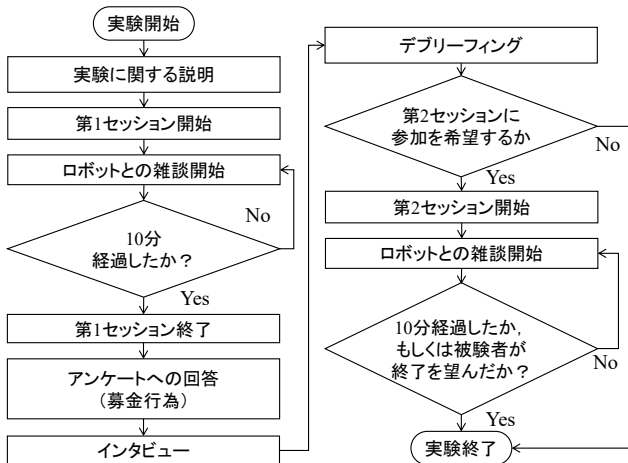 実験開始
実験に関する説明
第1セッション開始
ロボットとの雑談開始
No
10分
経過したか？
Yes
第1セッション終了
アンケートへの回答
（募金行為）
インタビュー
デブリーフィング
第2セッションに
参加を希望するか
No
Yes
第2セッション開始
ロボットとの雑談開始
10分経過したか,
もしくは被験者が
終了を望んだか？
No
Yes
実験終了